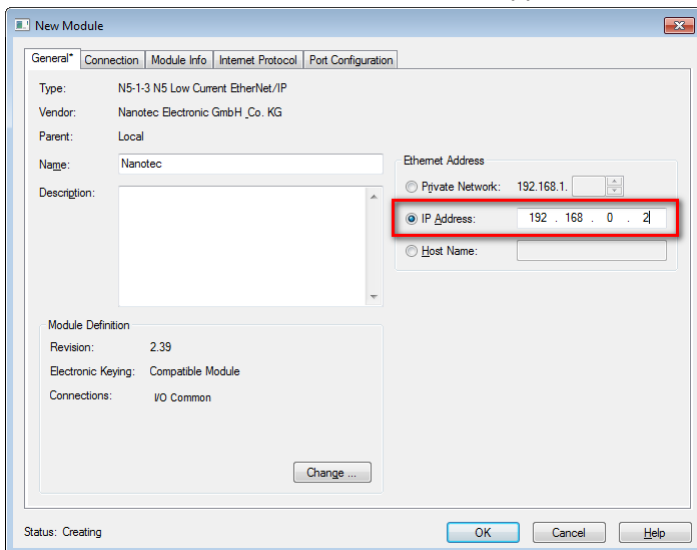 New Module
General* Connection Module Info Internet Protocol Port Configuration
Type: N5-1-3 N5 Low Current EtherNet/IP
Vendor: Nanotec Electronic GmbH _Co. KG
Parent: Local
Name: Nanotec
Description:
Ethernet Address
Private Network: 192.168.1.
IP Address: 192 . 168 . 0 . 2
Host Name:
Module Definition
Revision: 2.39
Electronic Keying: Compatible Module
Connections: I/O Common
Change ...
Status: Creating
OK Cancel Help